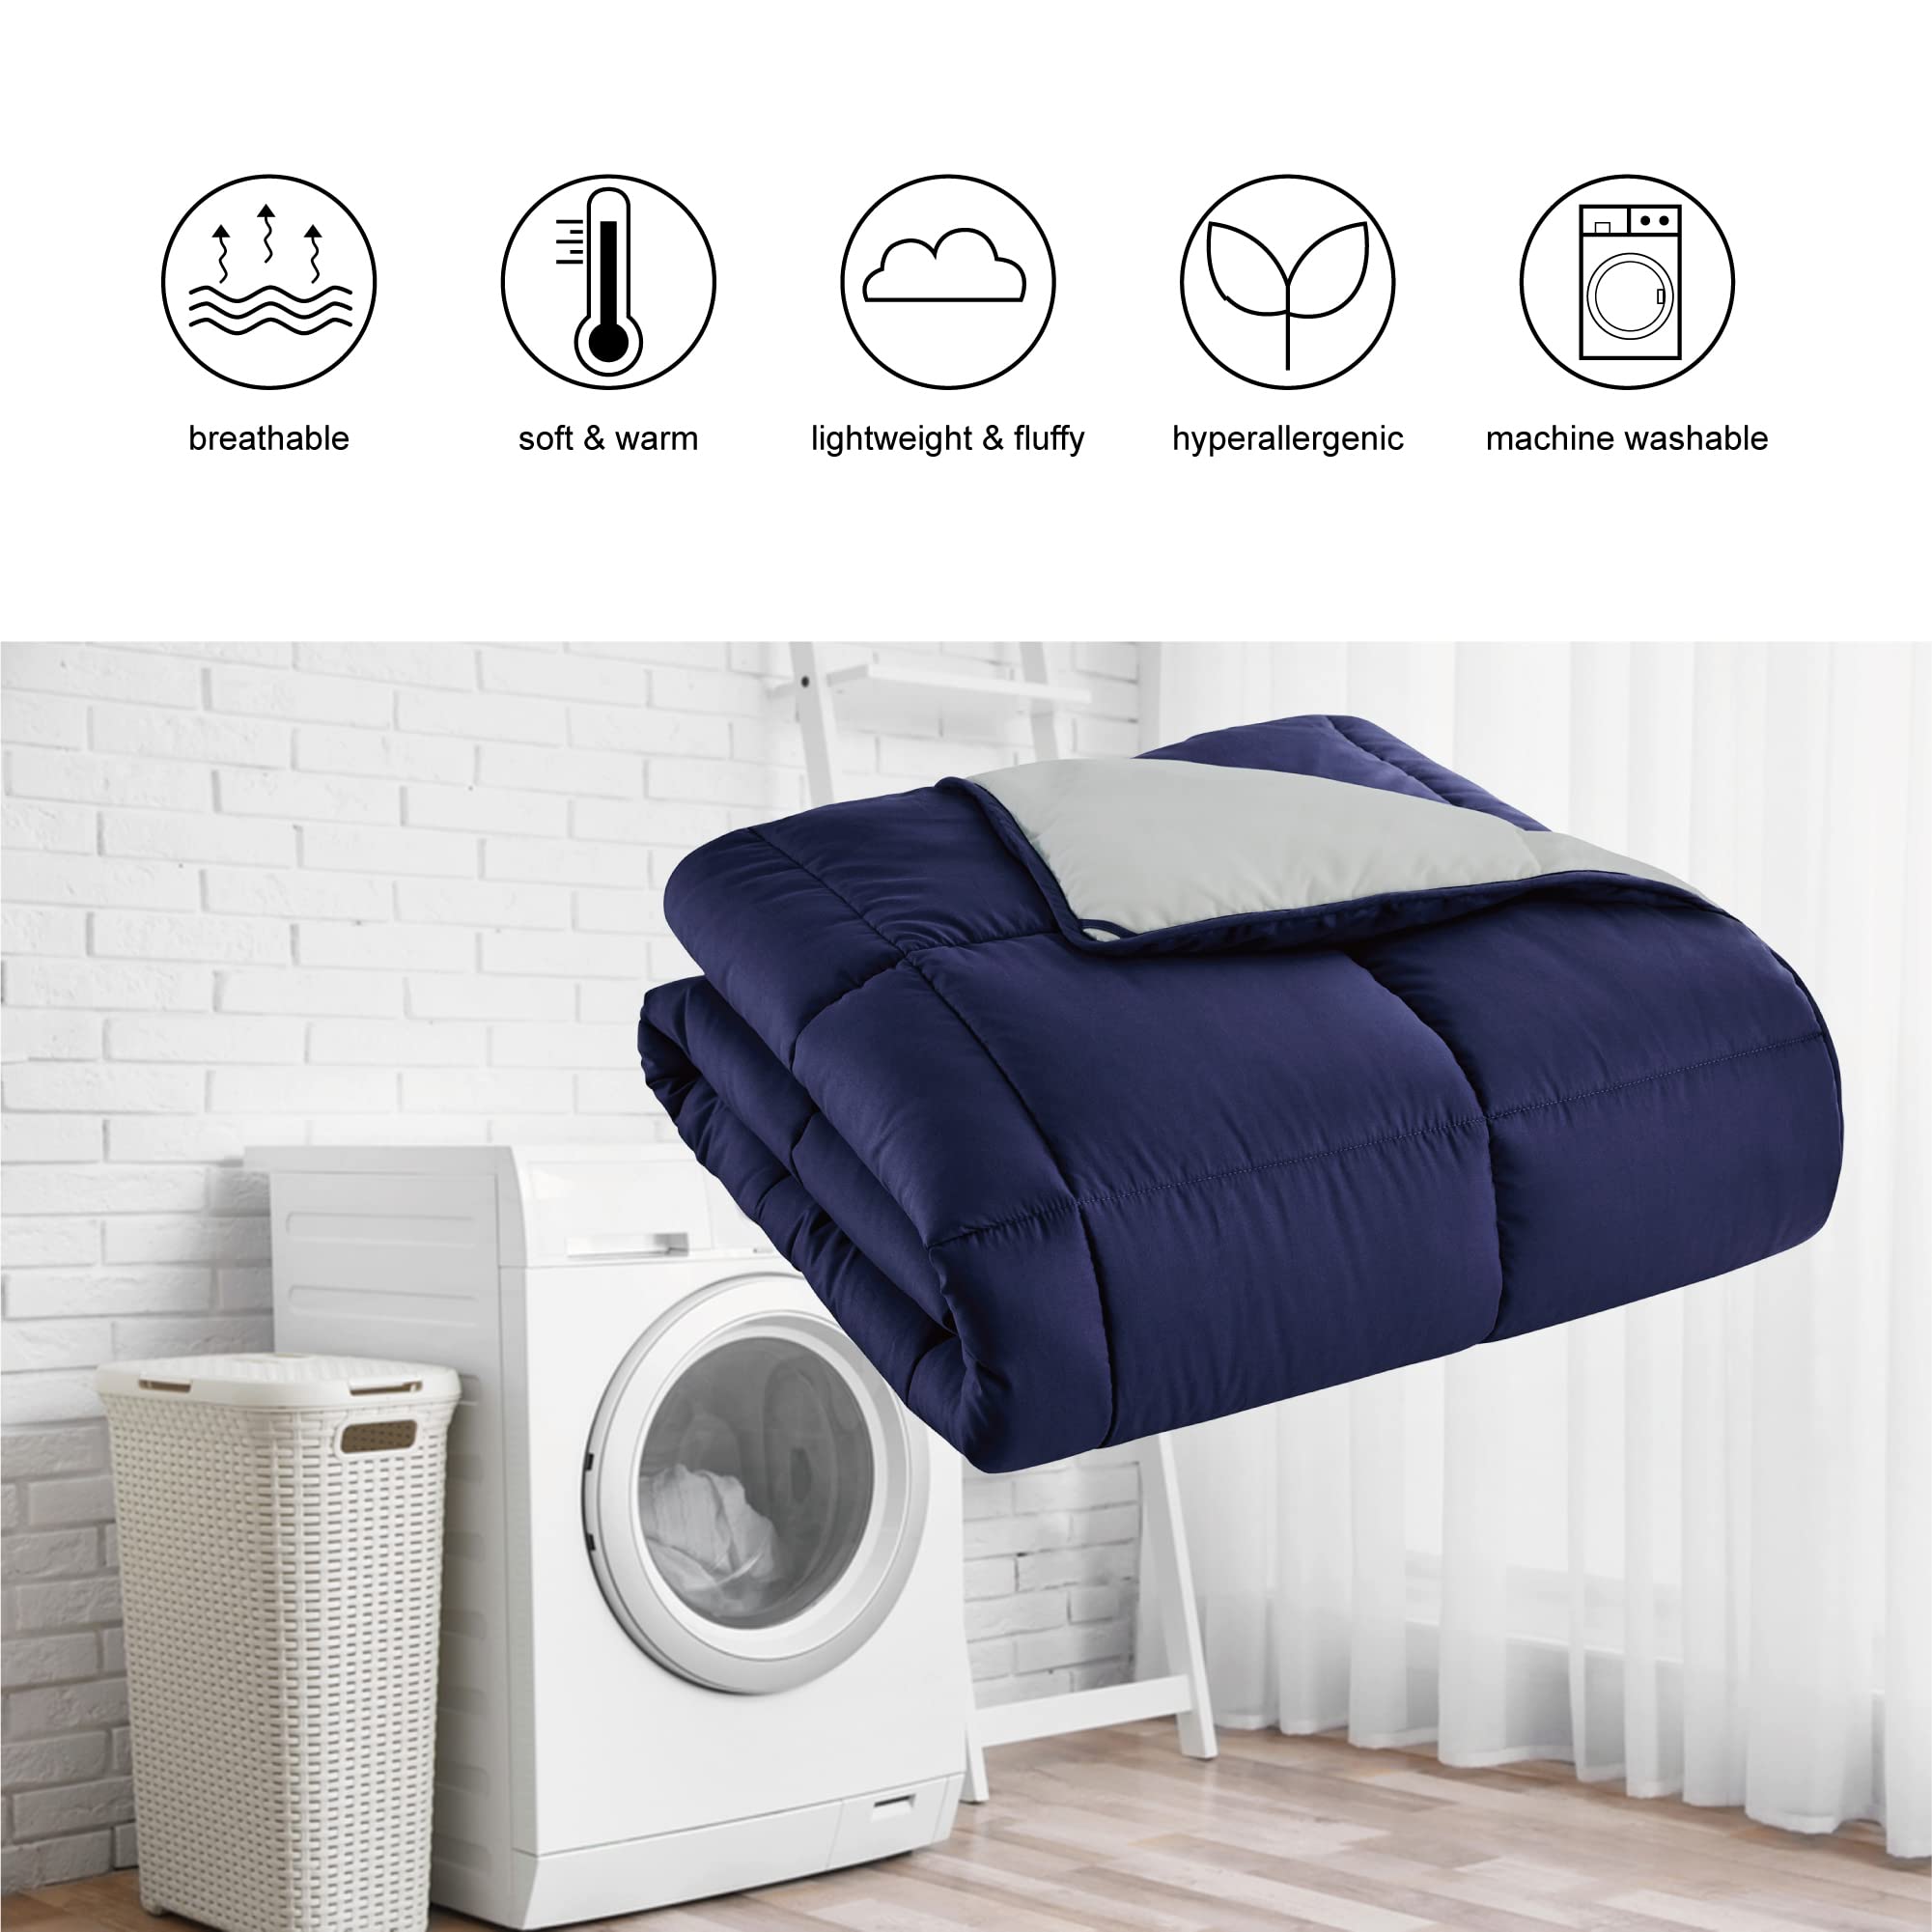 breathable
soft & warm
lightweight & fluffy
hyperallergenic
machine washable